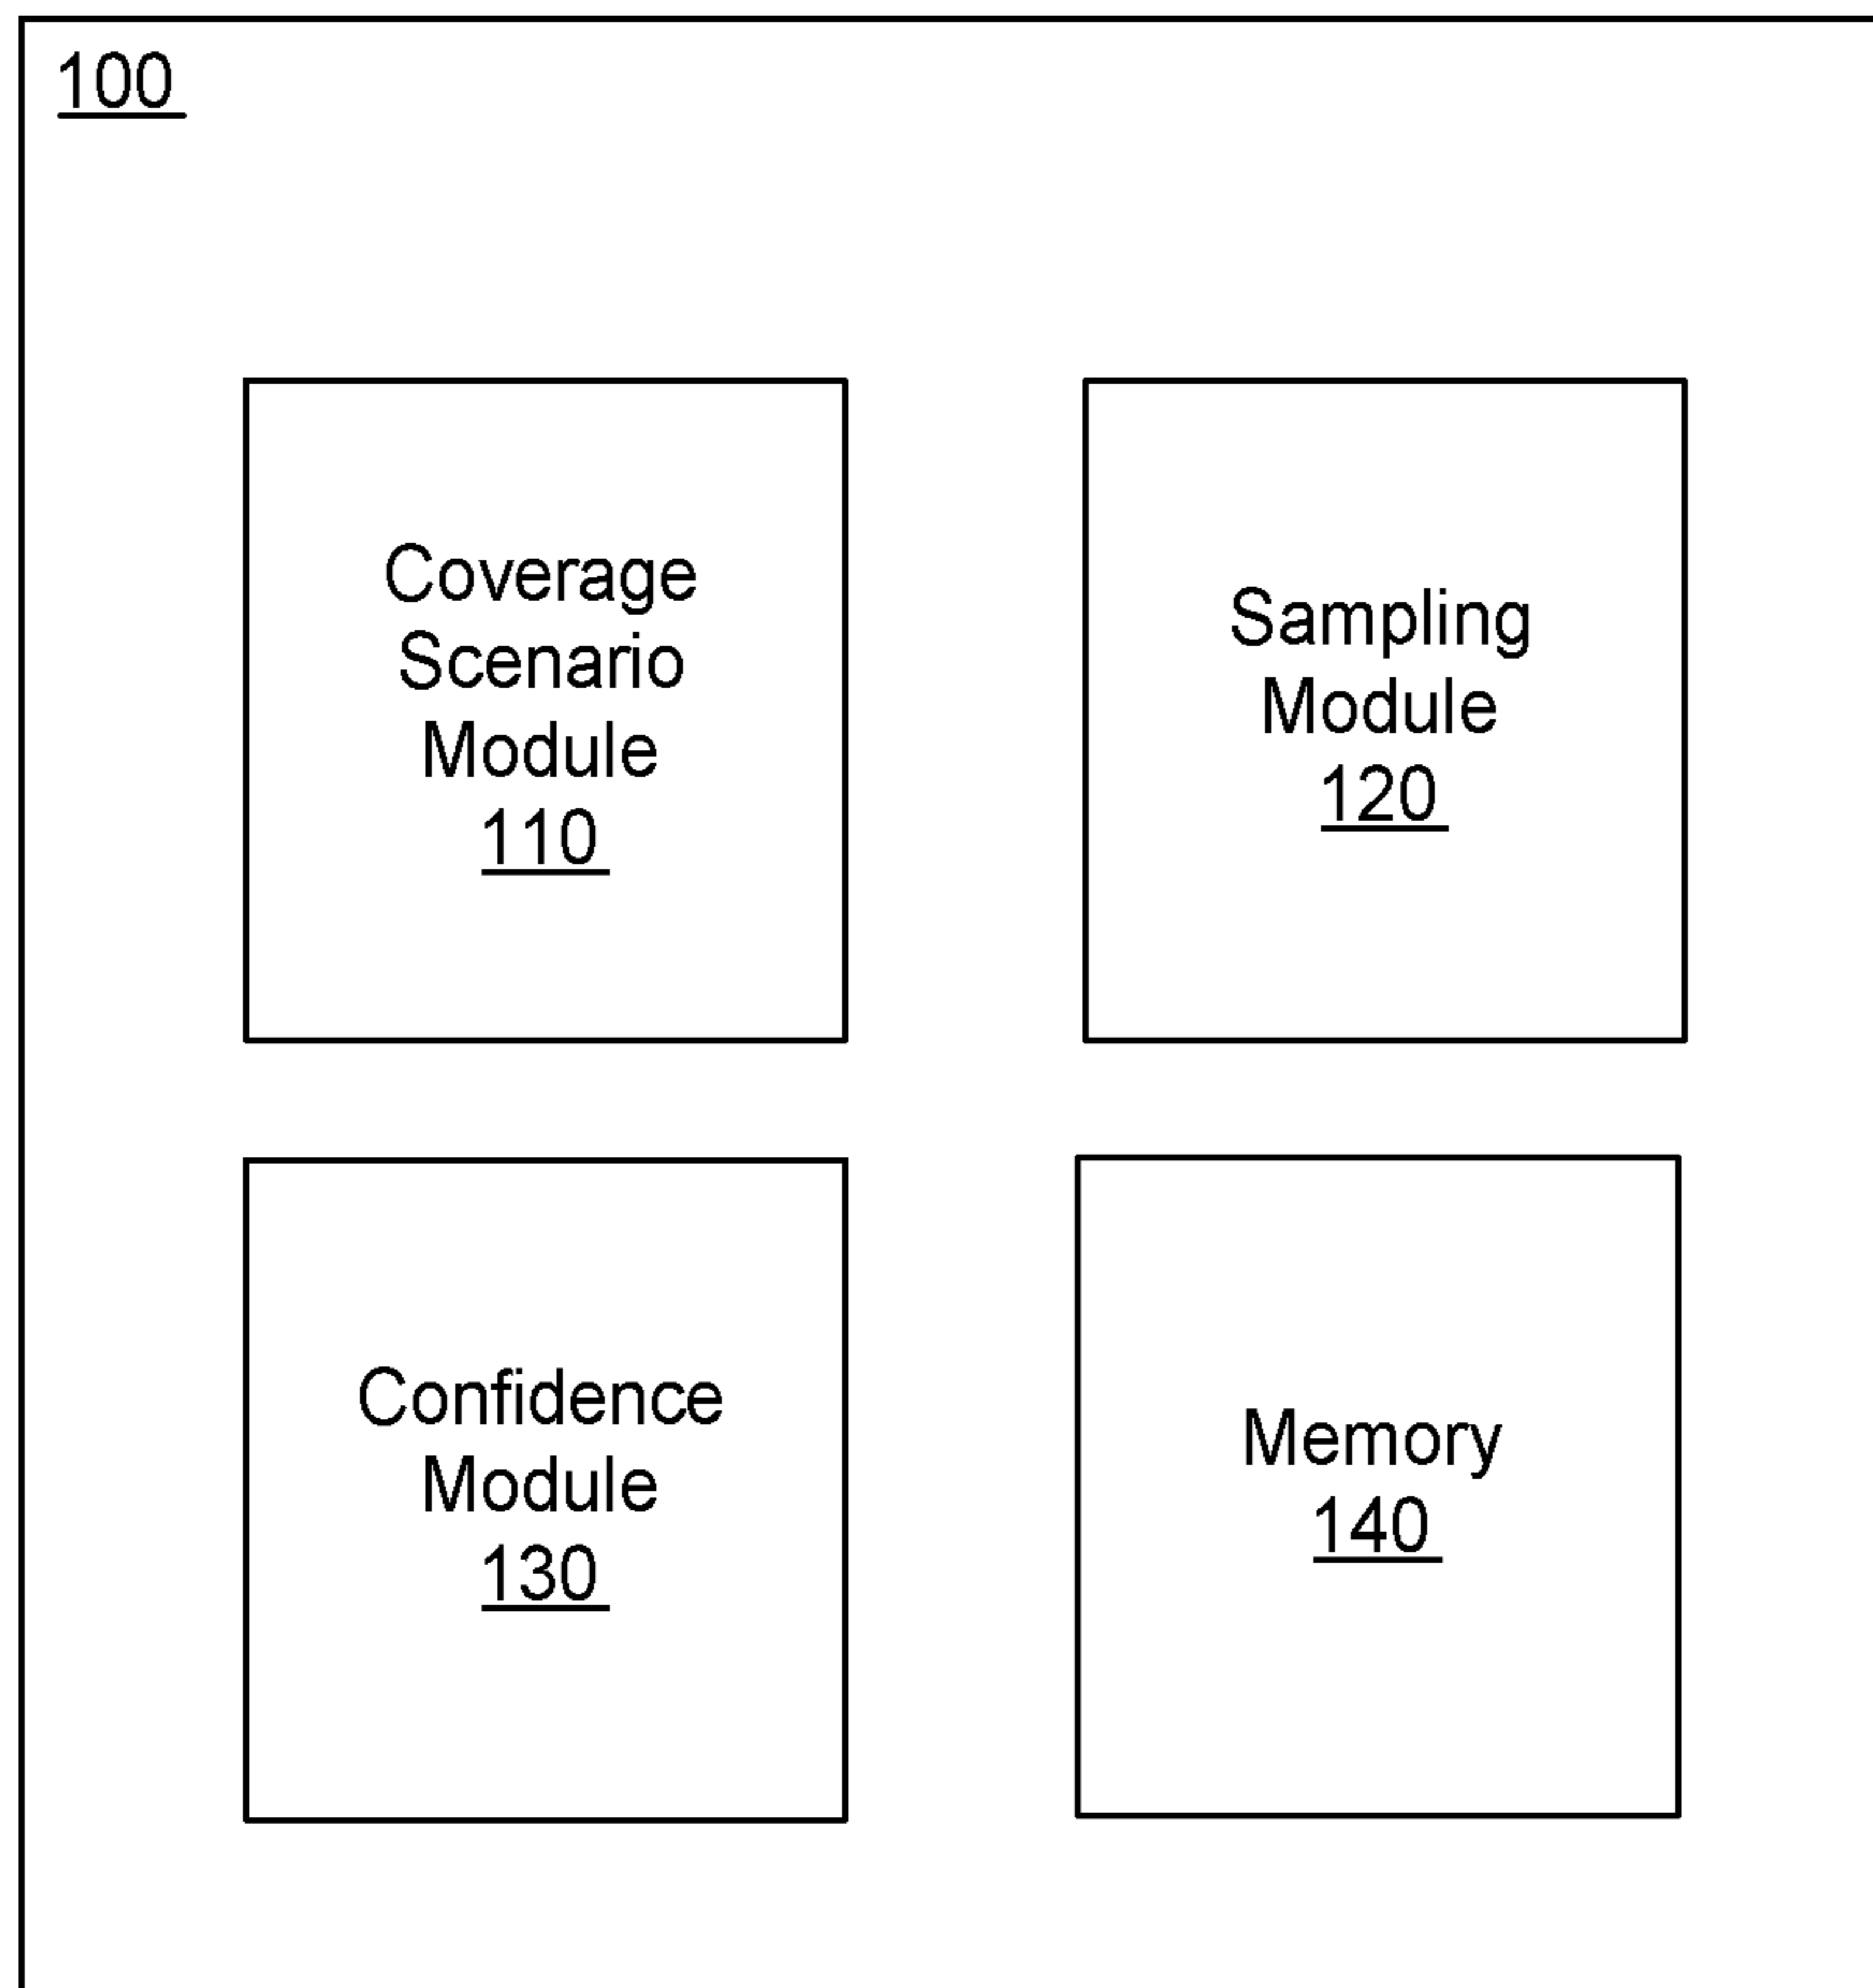 100
Coverage
Scenario
Module
110
Sampling
Module
120
Confidence
Module
130
Memory
140